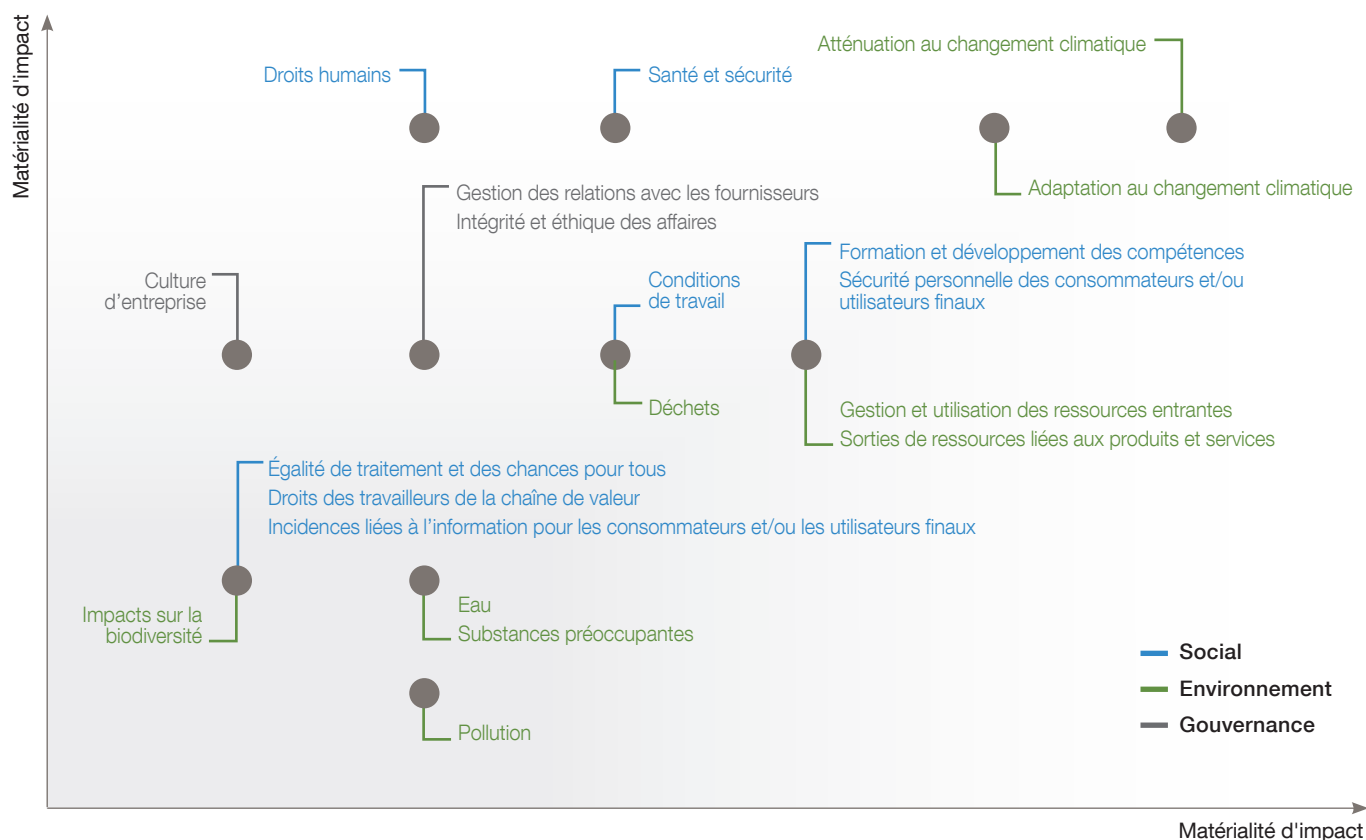 Matérialité d'impact
Atténuation au changement climatique
Droits humains
Santé et sécurité
Adaptation au changement climatique
Gestion des relations avec les fournisseurs
Intégrité et éthique des affaires
Culture
d’entreprise
Conditions
de travail
Formation et développement des compétences
Sécurité personnelle des consommateurs et/ou
utilisateurs finaux
Déchets
Gestion et utilisation des ressources entrantes
Sorties de ressources liées aux produits et services
Égalité de traitement et des chances pour tous
Droits des travailleurs de la chaîne de valeur
Incidences liées à l’information pour les consommateurs et/ou les utilisateurs finaux
Impacts sur la
biodiversité
Eau
Substances préoccupantes
Pollution
Social
Environnement
Gouvernance
Matérialité d'impact